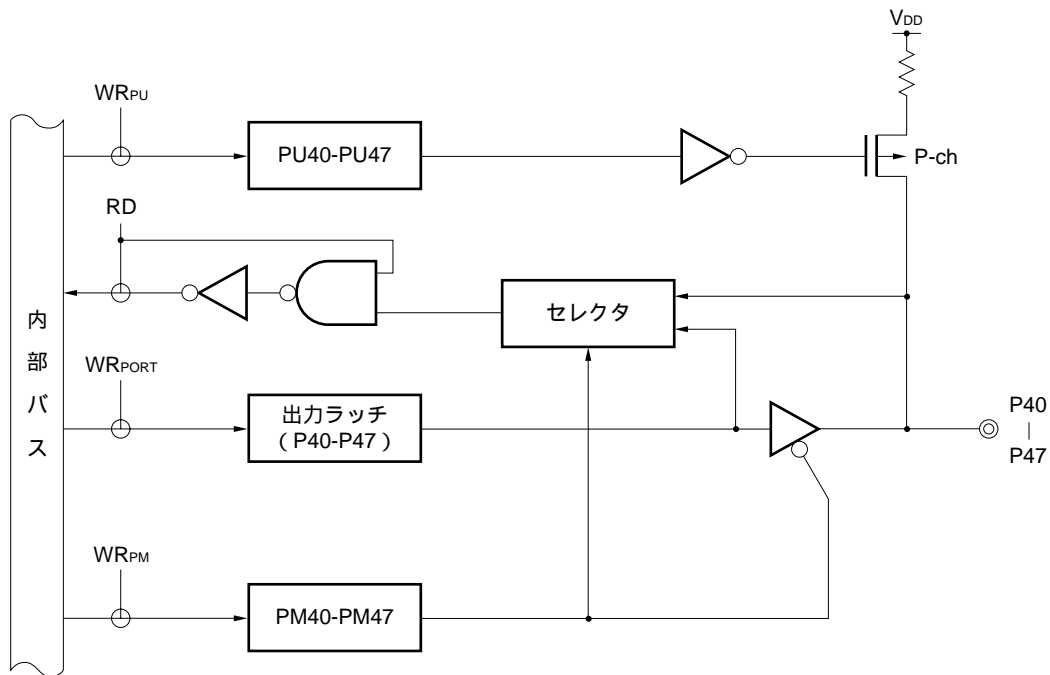 VDD
WRPU
PU40-PU47
P-ch
RD
セレクタ
内部バス
WRPORT
出力ラッチ
(P40-P47)
P40
|
P47
WRPM
PM40-PM47